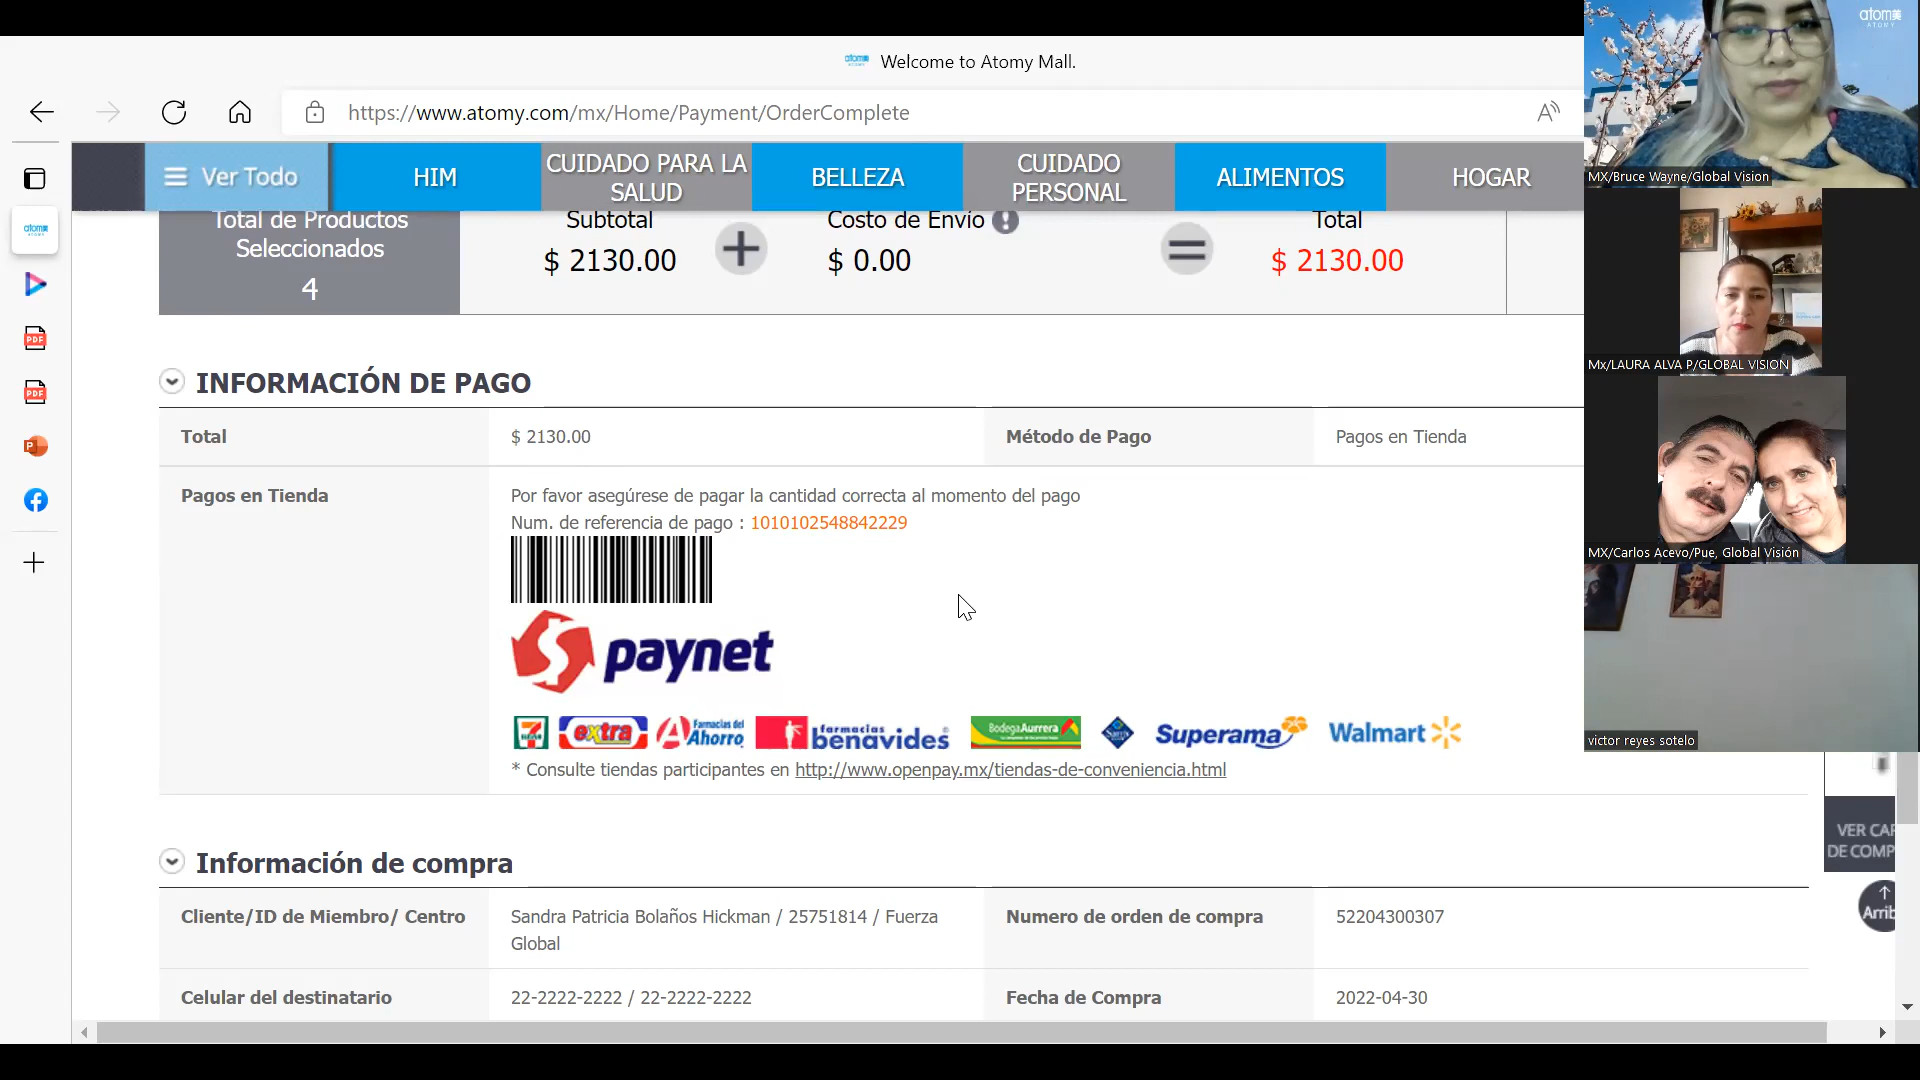 Welcome to Atomy Mall.
https://www.atomy.com/mx/Home/Payment/OrderComplete
Ver Todo
HIM
CUIDADO PARA LA SALUD
BELLEZA
CUIDADO PERSONAL
ALIMENTOS
HOGAR
Total de Productos
Seleccionados
4
Subtotal
$ 2130.00
Costo de Envío
$ 0.00
Total
$ 2130.00
INFORMACIÓN DE PAGO
Total
$ 2130.00
Método de Pago
Pagos en Tienda
Pagos en Tienda
Por favor asegúrese de pagar la cantidad correcta al momento del pago
Num. de referencia de pago : 1010102548842229
paynet
extra
Farmacias del
Ahorro
farmacias
benavides
Bodega Aurrera
Superama
Walmart
* Consulte tiendas participantes en http://www.openpay.mx/tiendas-de-conveniencia.html
Información de compra
Cliente/ID de Miembro/ Centro
Sandra Patricia Bolaños Hickman / 25751814 / Fuerza
Global
Numero de orden de compra
52204300307
Celular del destinatario
22-2222-2222 / 22-2222-2222
Fecha de Compra
2022-04-30
VER CAR
DE COMP
Arrib
atomy
ATOMY
MX/Bruce Wayne/Global Vision
Mx/LAURA ALVA P/GLOBAL VISION
MX/Carlos Acevo/Pue, Global Visión
victor reyes sotelo